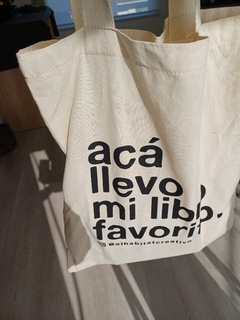 acá
llevo
mi lib o.
favorit
@elhabitatcreativo